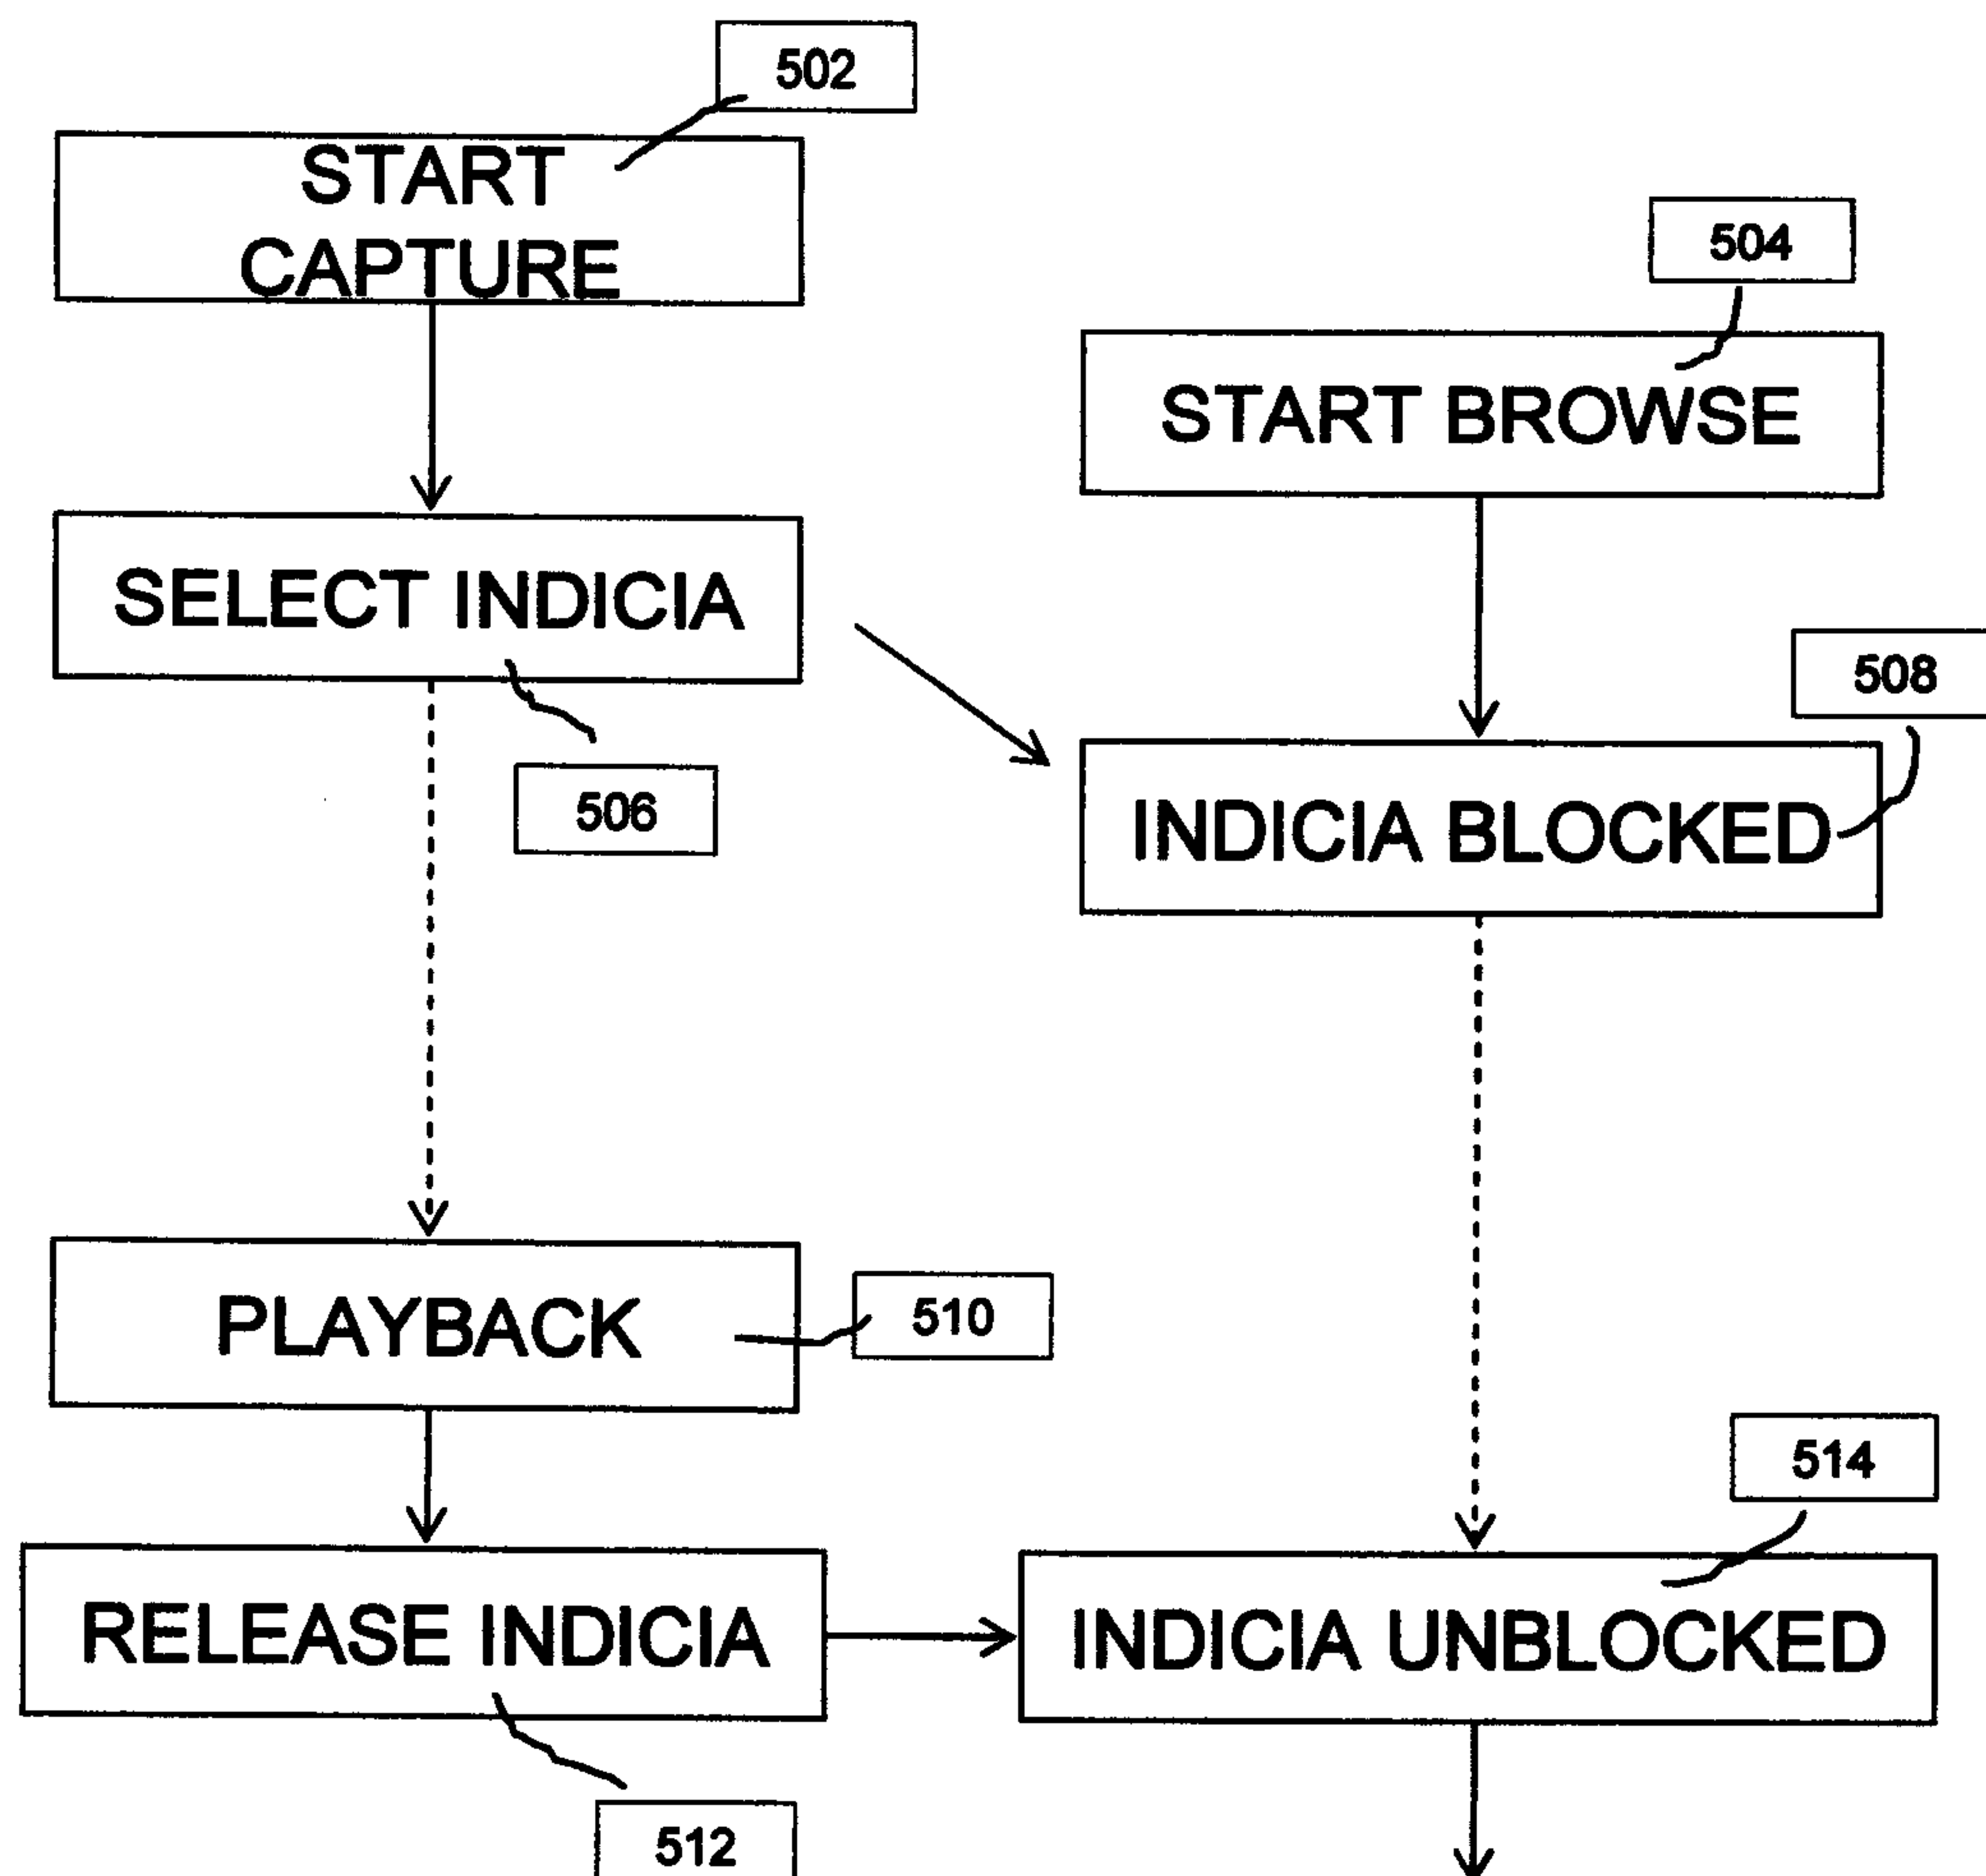 502
START
CAPTURE
504
START BROWSE
SELECT INDICIA
508
506
INDICIA BLOCKED
PLAYBACK
510
514
RELEASE INDICIA
INDICIA UNBLOCKED
512